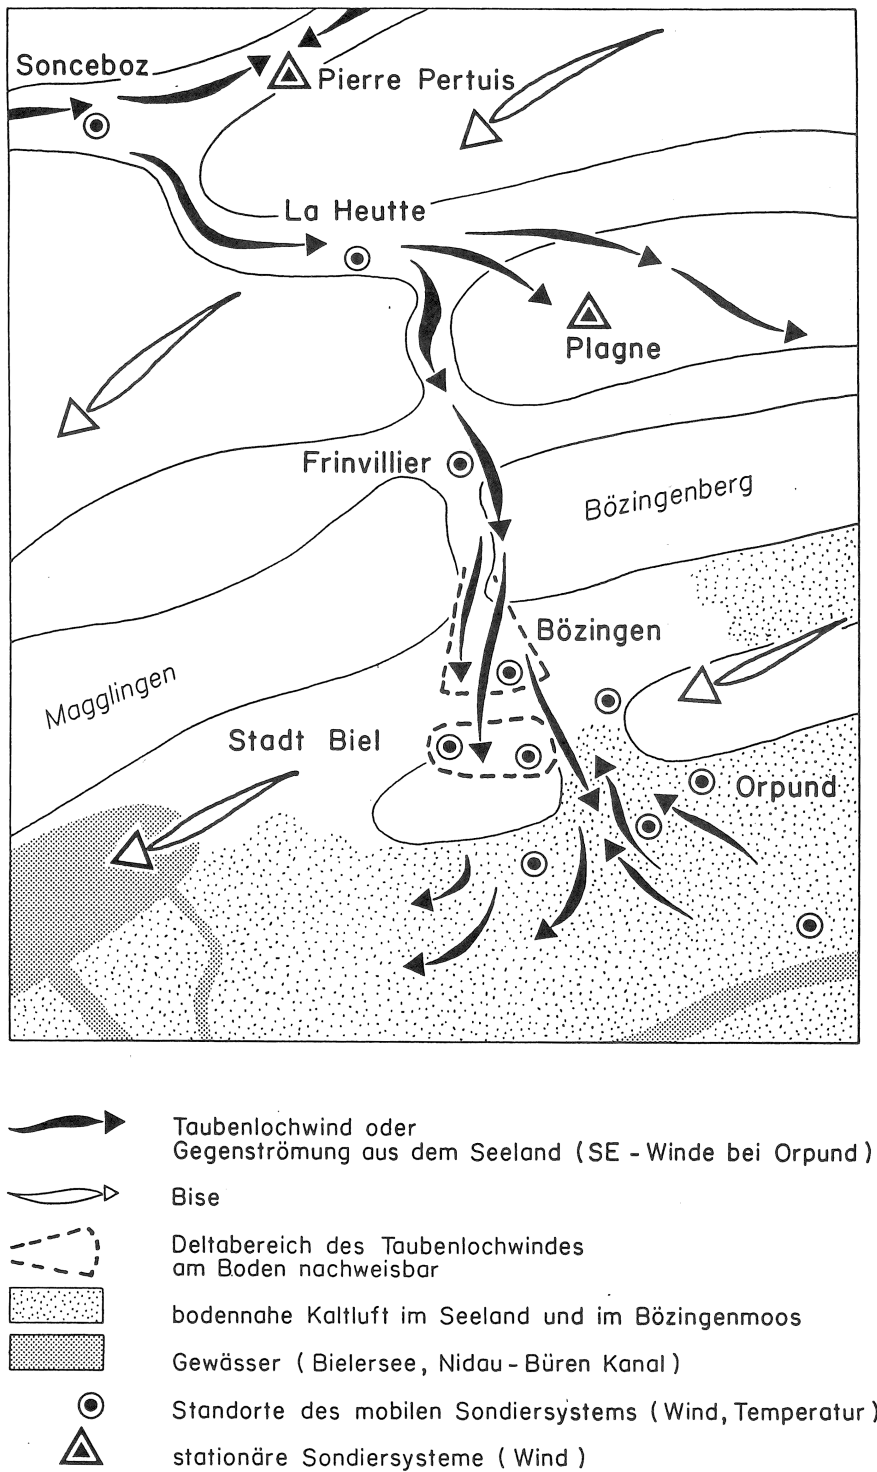 Sonceboz
Pierre Pertuis
La Heutte
Plagne
Frinvillier
Bözingenberg
Bözingen
Magglingen
Stadt Biel
Orpund
Taubenlochwind oder
Gegenströmung aus dem Seeland (SE - Winde bei Orpund)
Bise
Deltabereich des Taubenlochwindes
am Boden nachweisbar
bodennahe Kaltluft im Seeland und im Bözingenmoos
Gewässer (Bielersee, Nidau - Büren Kanal)
Standorte des mobilen Sondiersystems (Wind, Temperatur)
stationäre Sondiersysteme (Wind)